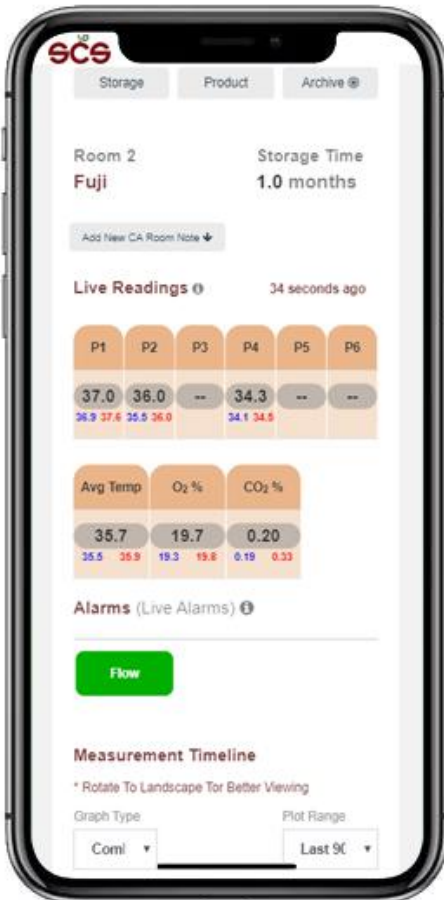 SCS
Storage Product Archive
Room 2 Storage Time
Fuji 1.0 months
Add New CA Room Note
Live Readings 34 seconds ago
P1 P2 P3 P4 P5 P6
37.0 36.0 -- 34.3 -- --
36.9 37.6 35.5 36.0 34.1 34.5
Avg Temp O₂ % CO₂ %
35.7 19.7 0.20
35.5 35.9 19.3 19.8 0.19 0.33
Alarms (Live Alarms)
Flow
Measurement Timeline
* Rotate To Landscape Tor Better Viewing
Graph Type Plot Range
Coml Last 90